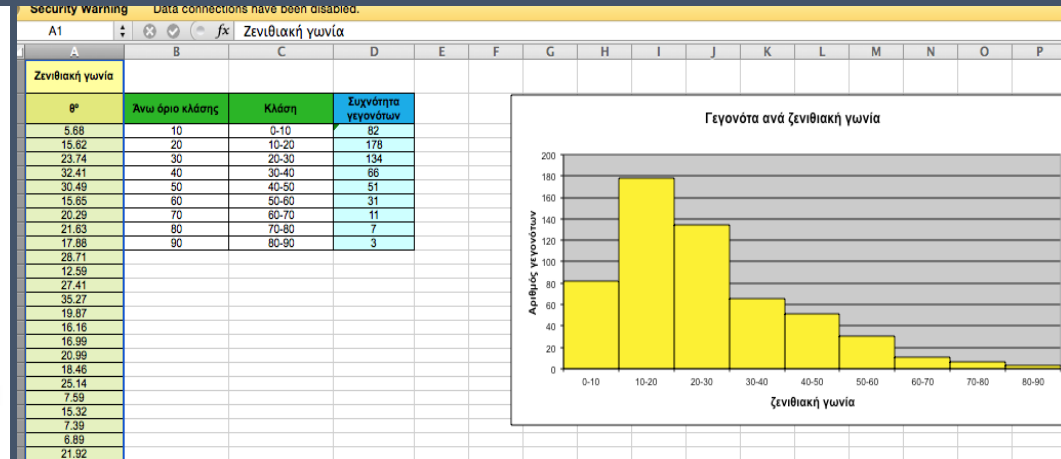 Security Warning Data connections have been disabled.
A1 fx Ζενιθιακή γωνία
A B C D E F G H I J K L M N O P
Ζενιθιακή γωνία
θº Άνω όριο κλάσης Κλάση Συχνότητα γεγονότων
5.68 10 0-10 82
15.62 20 10-20 178
23.74 30 20-30 134
32.41 40 30-40 66
30.49 50 40-50 51
15.65 60 50-60 31
20.29 70 60-70 11
21.63 80 70-80 7
17.88 90 80-90 3
28.71
12.59
27.41
35.27
19.87
16.16
16.99
20.99
18.46
25.14
7.59
15.32
7.39
6.89
21.92
Γεγονότα ανά ζενιθιακή γωνία
Αριθμός γεγονότων
200
180
160
140
120
100
80
60
40
20
0
0-10 10-20 20-30 30-40 40-50 50-60 60-70 70-80 80-90
ζενιθιακή γωνία